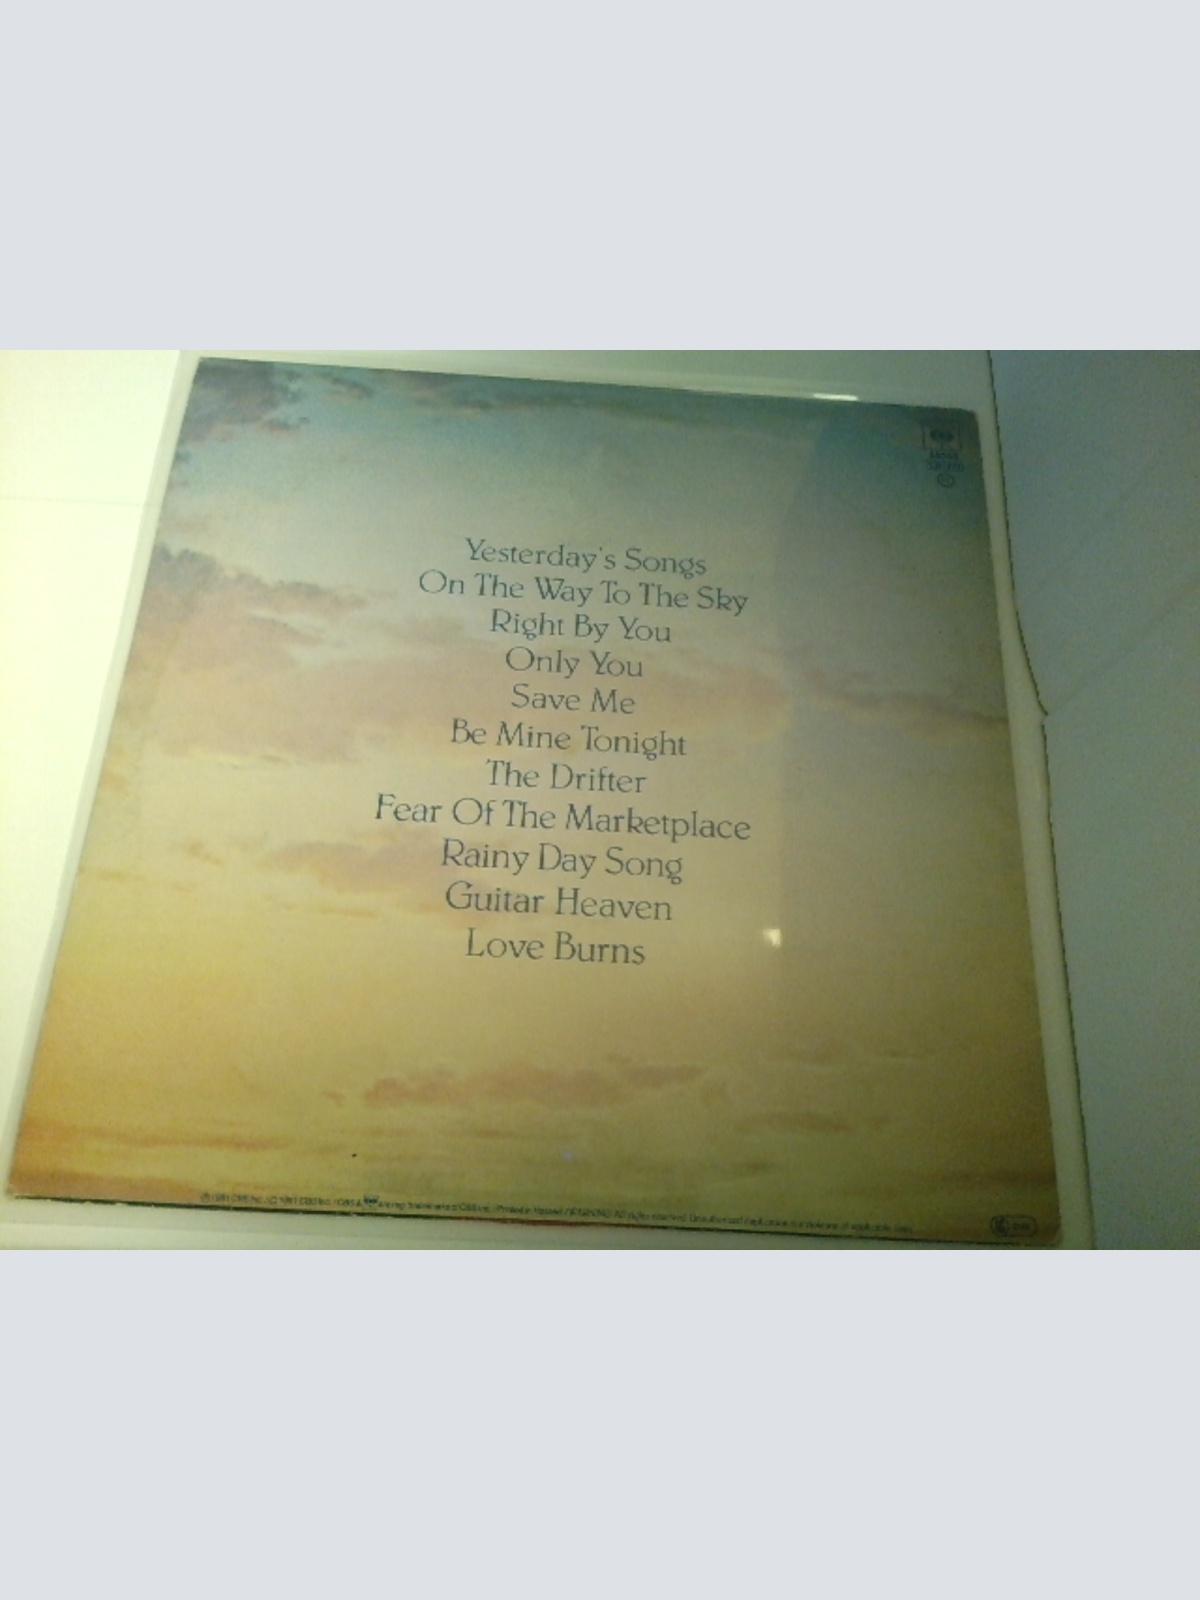 Yesterday's Songs
On The Way To The Sky
Right By You
Only You
Save Me
Be Mine Tonight
The Drifter
Fear Of The Marketplace
Rainy Day Song
Guitar Heaven
Love Burns